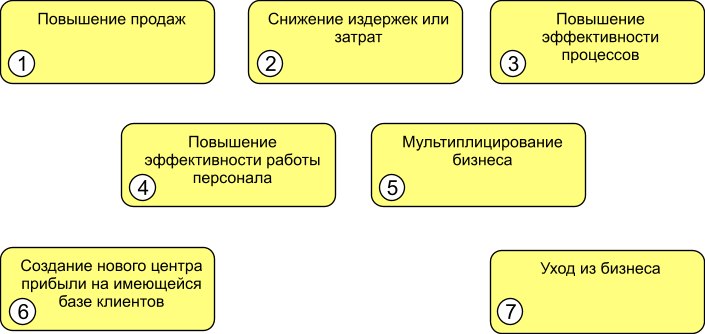 Повышение продаж
1
Снижение издержек или
затрат
2
Повышение
эффективности
процессов
3
Повышение
эффективности работы
персонала
4
Мультиплицирование
бизнеса
5
Создание нового центра
прибыли на имеющейся
базе клиентов
6
Уход из бизнеса
7